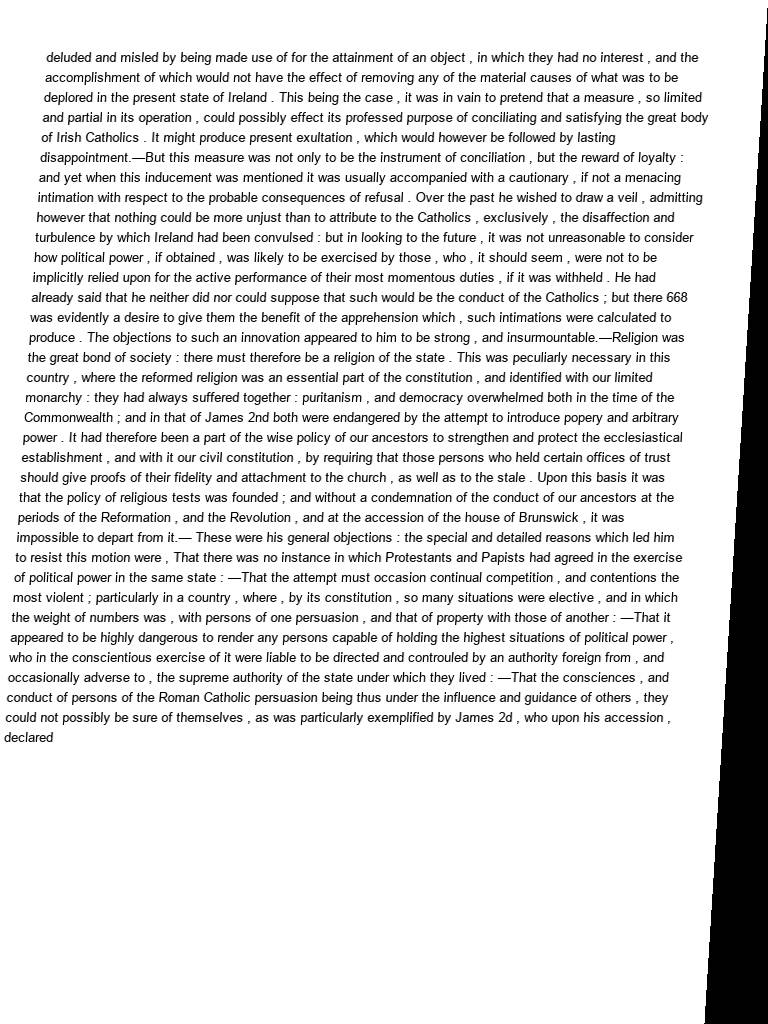 deluded and misled by being made use of for the attainment of an object , in which they had no interest , and the
accomplishment of which would not have the effect of removing any of the material causes of what was to be
deplored in the present state of Ireland . This being the case , it was in vain to pretend that a measure , so limited
and partial in its operation , could possibly effect its professed purpose of conciliating and satisfying the great body
of Irish Catholics . It might produce present exultation , which would however be followed by lasting
disappointment.—But this measure was not only to be the instrument of conciliation , but the reward of loyalty :
and yet when this inducement was mentioned it was usually accompanied with a cautionary , if not a menacing
intimation with respect to the probable consequences of refusal . Over the past he wished to draw a veil , admitting
however that nothing could be more unjust than to attribute to the Catholics , exclusively , the disaffection and
turbulence by which Ireland had been convulsed : but in looking to the future , it was not unreasonable to consider
how political power , if obtained , was likely to be exercised by those , who , it should seem , were not to be
implicitly relied upon for the active performance of their most momentous duties , if it was withheld . He had
already said that he neither did nor could suppose that such would be the conduct of the Catholics ; but there 668
was evidently a desire to give them the benefit of the apprehension which , such intimations were calculated to
produce . The objections to such an innovation appeared to him to be strong , and insurmountable.—Religion was
the great bond of society : there must therefore be a religion of the state . This was peculiarly necessary in this
country , where the reformed religion was an essential part of the constitution , and identified with our limited
monarchy : they had always suffered together : puritanism , and democracy overwhelmed both in the time of the
Commonwealth ; and in that of James 2nd both were endangered by the attempt to introduce popery and arbitrary
power . It had therefore been a part of the wise policy of our ancestors to strengthen and protect the ecclesiastical
establishment , and with it our civil constitution , by requiring that those persons who held certain offices of trust
should give proofs of their fidelity and attachment to the church , as well as to the stale . Upon this basis it was
that the policy of religious tests was founded ; and without a condemnation of the conduct of our ancestors at the
periods of the Reformation , and the Revolution , and at the accession of the house of Brunswick , it was
impossible to depart from it.— These were his general objections : the special and detailed reasons which led him
to resist this motion were , That there was no instance in which Protestants and Papists had agreed in the exercise
of political power in the same state : —That the attempt must occasion continual competition , and contentions the
most violent ; particularly in a country , where , by its constitution , so many situations were elective , and in which
the weight of numbers was , with persons of one persuasion , and that of property with those of another : —That it
appeared to be highly dangerous to render any persons capable of holding the highest situations of political power ,
who in the conscientious exercise of it were liable to be directed and controuled by an authority foreign from , and
occasionally adverse to , the supreme authority of the state under which they lived : —That the consciences , and
conduct of persons of the Roman Catholic persuasion being thus under the influence and guidance of others , they
could not possibly be sure of themselves , as was particularly exemplified by James 2d , who upon his accession ,
declared